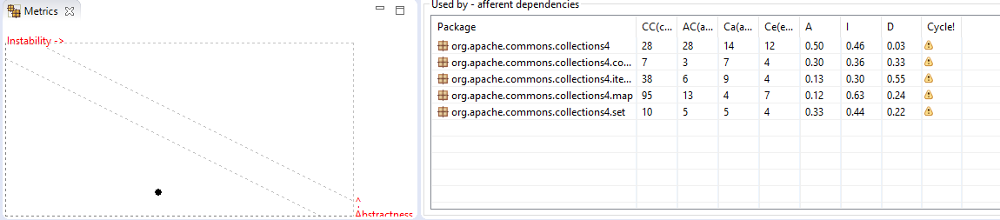 Metrics
Instability ->
^
Abstractness
Used by - afferent dependencies
Package CC(c... AC(a... Ca(a... Ce(e... A I D Cycle!
org.apache.commons.collections4 28 28 14 12 0.50 0.46 0.03
org.apache.commons.collections4.co... 7 3 7 4 0.30 0.36 0.33
org.apache.commons.collections4.ite... 38 6 9 4 0.13 0.30 0.55
org.apache.commons.collections4.map 95 13 4 7 0.12 0.63 0.24
org.apache.commons.collections4.set 10 5 5 4 0.33 0.44 0.22